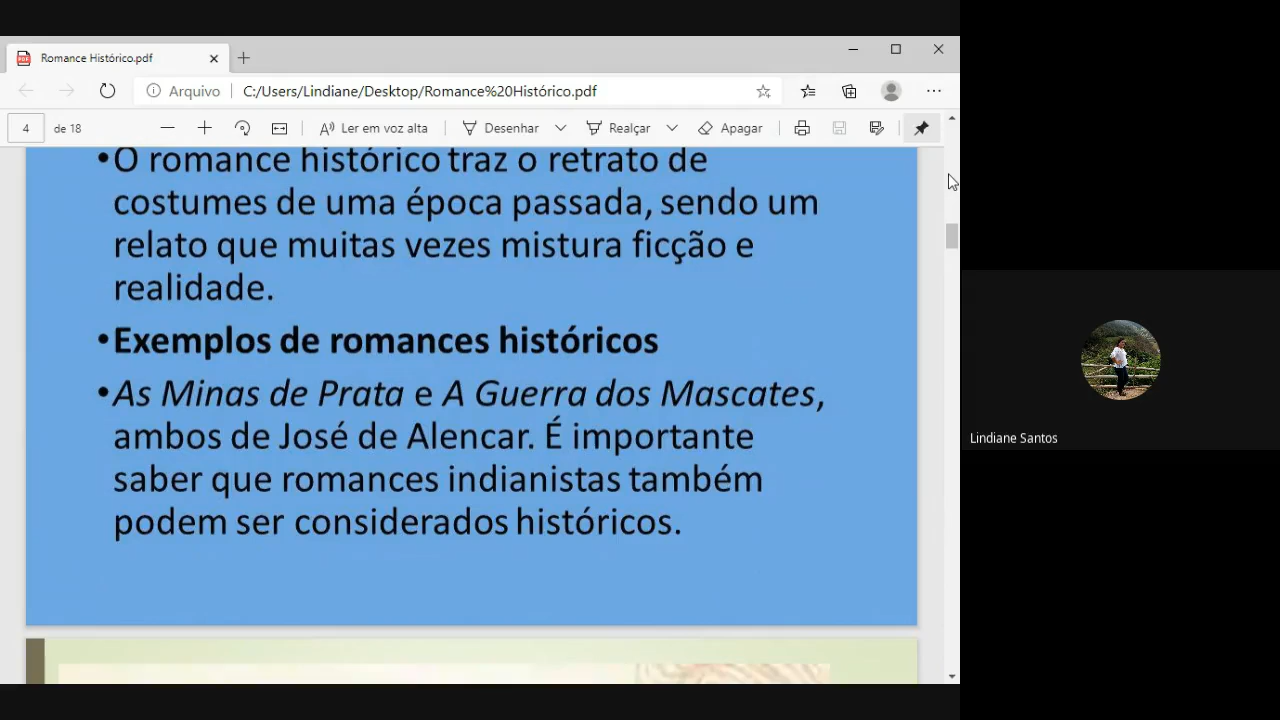 Romance Histórico.pdf
Arquivo
C:/Users/Lindiane/Desktop/Romance%20Histórico.pdf
4 de 18
Ler em voz alta
Desenhar
Realçar
Apagar
•O romance histórico traz o retrato de
costumes de uma época passada, sendo um
relato que muitas vezes mistura ficção e
realidade.
•Exemplos de romances históricos
•As Minas de Prata e A Guerra dos Mascates,
ambos de José de Alencar. É importante
saber que romances indianistas também
podem ser considerados históricos.
Lindiane Santos